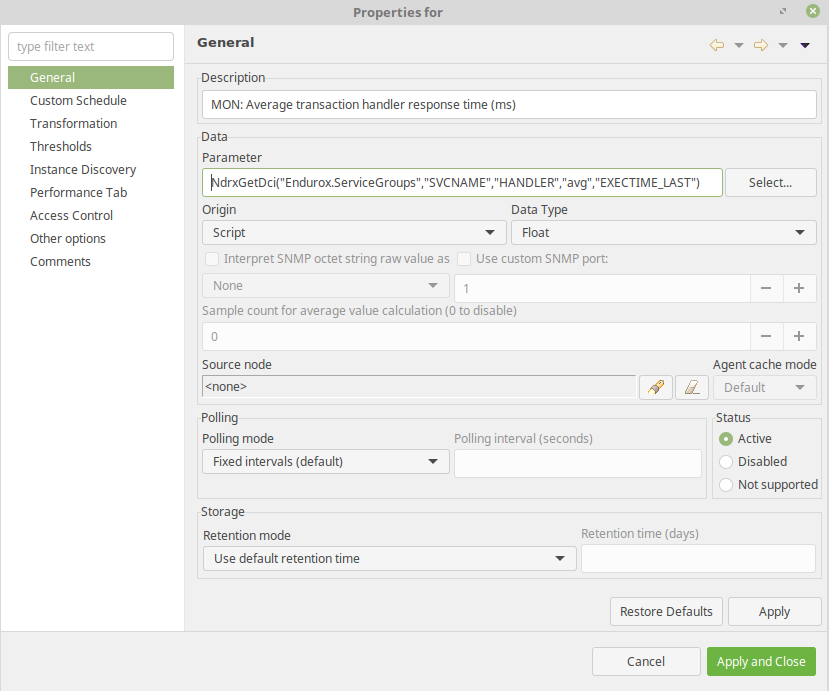 Properties for
type filter text
General
Custom Schedule
Transformation
Thresholds
Instance Discovery
Performance Tab
Access Control
Other options
Comments
General
Description
MON: Average transaction handler response time (ms)
Data
Parameter
NdrxGetDci("Endurox.ServiceGroups","SVCNAME","HANDLER","avg","EXECTIME_LAST")
Select...
Origin
Data Type
Script
Float
Interpret SNMP octet string raw value as
Use custom SNMP port:
None
1
Sample count for average value calculation (0 to disable)
0
Source node
Agent cache mode
<none>
Default
Polling
Polling mode
Polling interval (seconds)
Fixed intervals (default)
Status
Active
Disabled
Not supported
Storage
Retention mode
Retention time (days)
Use default retention time
Restore Defaults
Apply
Cancel
Apply and Close